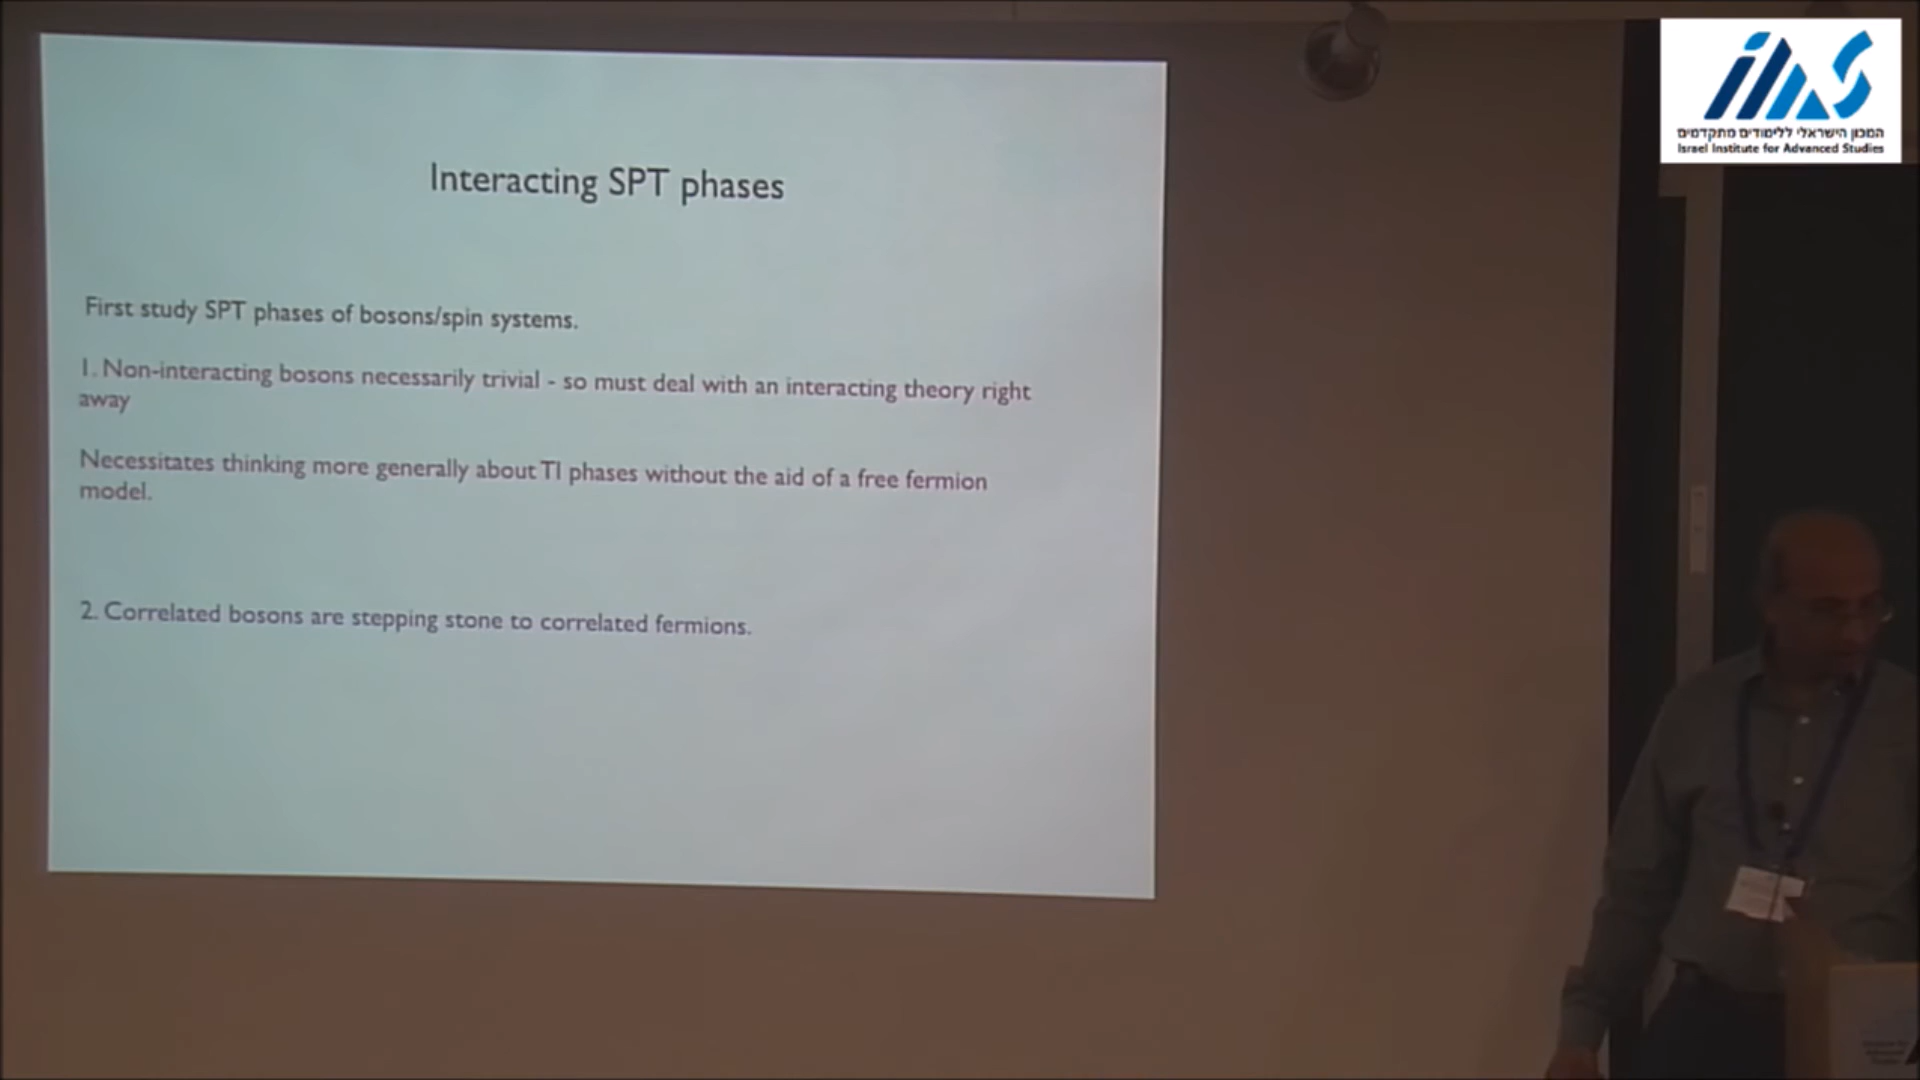 Interacting SPT phases
First study SPT phases of bosons/spin systems.
1. Non-interacting bosons necessarily trivial - so must deal with an interacting theory right
away
Necessitates thinking more generally about TI phases without the aid of a free fermion
model.
2. Correlated bosons are stepping stone to correlated fermions.
iias
המכון הישראלי ללימודים מתקדמים
Israel Institute for Advanced Studies